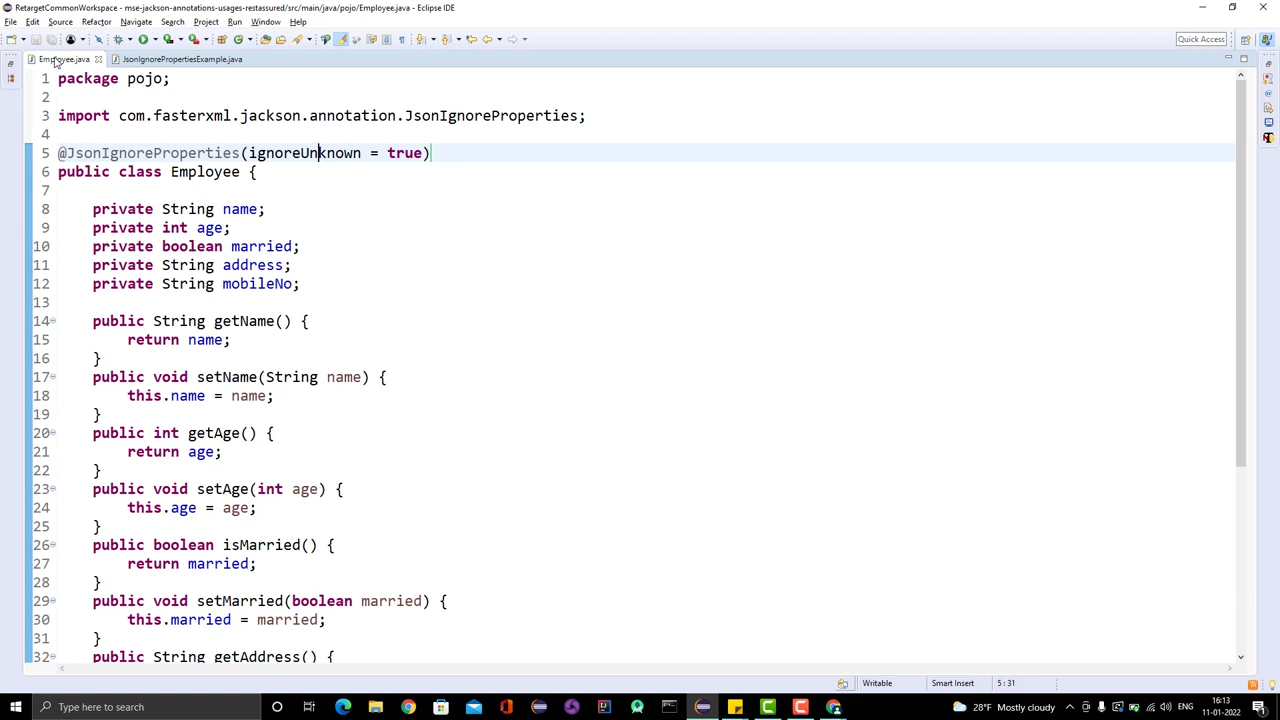 RetargetCommonWorkspace - mse-jackson-annotations-usages-restassured/src/main/java/pojo/Employee.java - Eclipse IDE
File Edit Source Refactor Navigate Search Project Run Window Help
Quick Access
Employee.java JsonIgnorePropertiesExample.java
1 package pojo;
2
3 import com.fasterxml.jackson.annotation.JsonIgnoreProperties;
4
5 @JsonIgnoreProperties(ignoreUnknown = true)
6 public class Employee {
7
8 private String name;
9 private int age;
10 private boolean married;
11 private String address;
12 private String mobileNo;
13
14 public String getName() {
15 return name;
16 }
17 public void setName(String name) {
18 this.name = name;
19 }
20 public int getAge() {
21 return age;
22 }
23 public void setAge(int age) {
24 this.age = age;
25 }
26 public boolean isMarried() {
27 return married;
28 }
29 public void setMarried(boolean married) {
30 this.married = married;
31 }
32 public String getAddress() {
Writable Smart Insert 5 : 31
Type here to search
28°F Mostly cloudy
16:13
11-01-2022